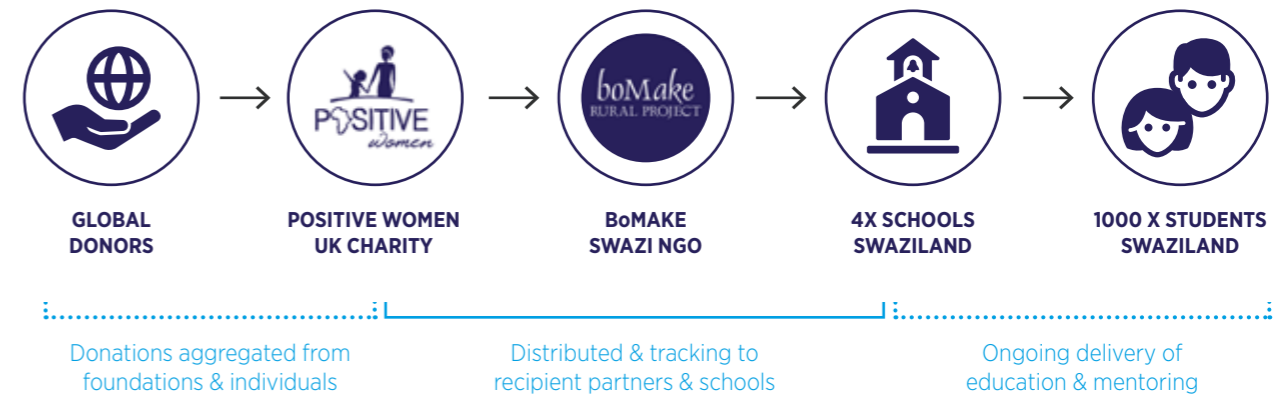 POSITIVE
women
boMake
RURAL PROJECT
GLOBAL
DONORS
POSITIVE WOMEN
UK CHARITY
BoMAKE
SWAZI NGO
4X SCHOOLS
SWAZILAND
1000 X STUDENTS
SWAZILAND
Donations aggregated from
foundations & individuals
Distributed & tracking to
recipient partners & schools
Ongoing delivery of
education & mentoring